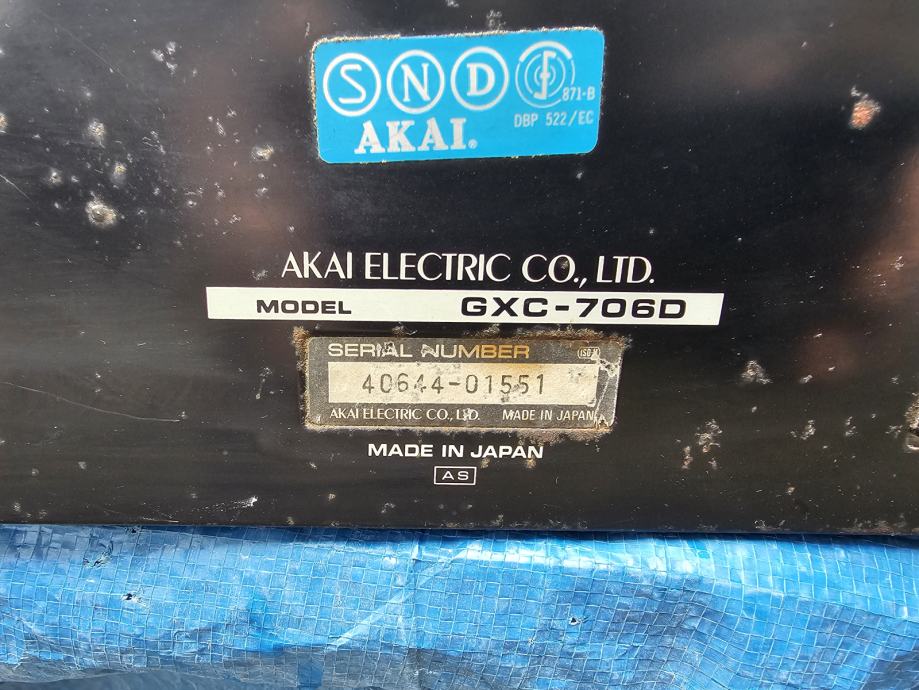 S N D F
871-B
DBP 522/EC
AKAI.®
AKAI ELECTRIC CO., LTD.
MODEL GXC-706D
SERIAL NUMBER
40644-01551
AKAI ELECTRIC CO., LTD. MADE IN JAPAN
MADE IN JAPAN
AS